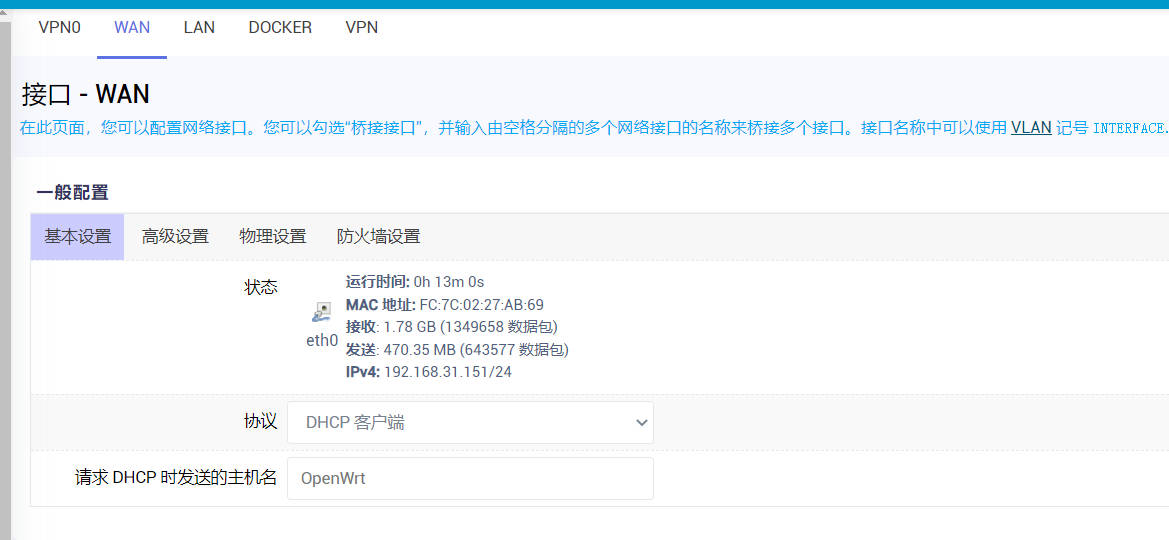 VPN0 WAN LAN DOCKER VPN
接口 - WAN
在此页面，您可以配置网络接口。您可以勾选“桥接接口”，并输入由空格分隔的多个网络接口的名称来桥接多个接口。接口名称中可以使用 VLAN 记号 INTERFACE.
一般配置
基本设置 高级设置 物理设置 防火墙设置
状态
eth0
运行时间: 0h 13m 0s
MAC 地址: FC:7C:02:27:AB:69
接收: 1.78 GB (1349658 数据包)
发送: 470.35 MB (643577 数据包)
IPv4: 192.168.31.151/24
协议 DHCP 客户端
请求 DHCP 时发送的主机名 OpenWrt